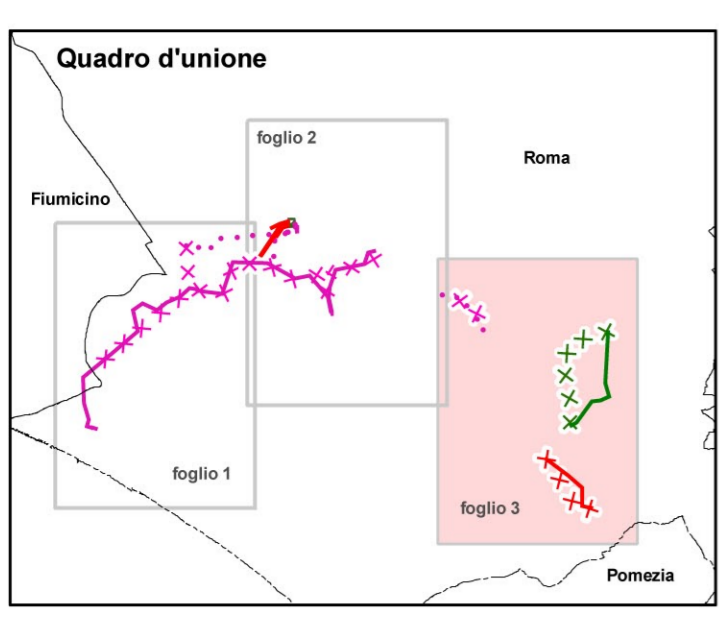 Quadro d'unione
foglio 2
Roma
Fiumicino
foglio 1
foglio 3
Pomezia